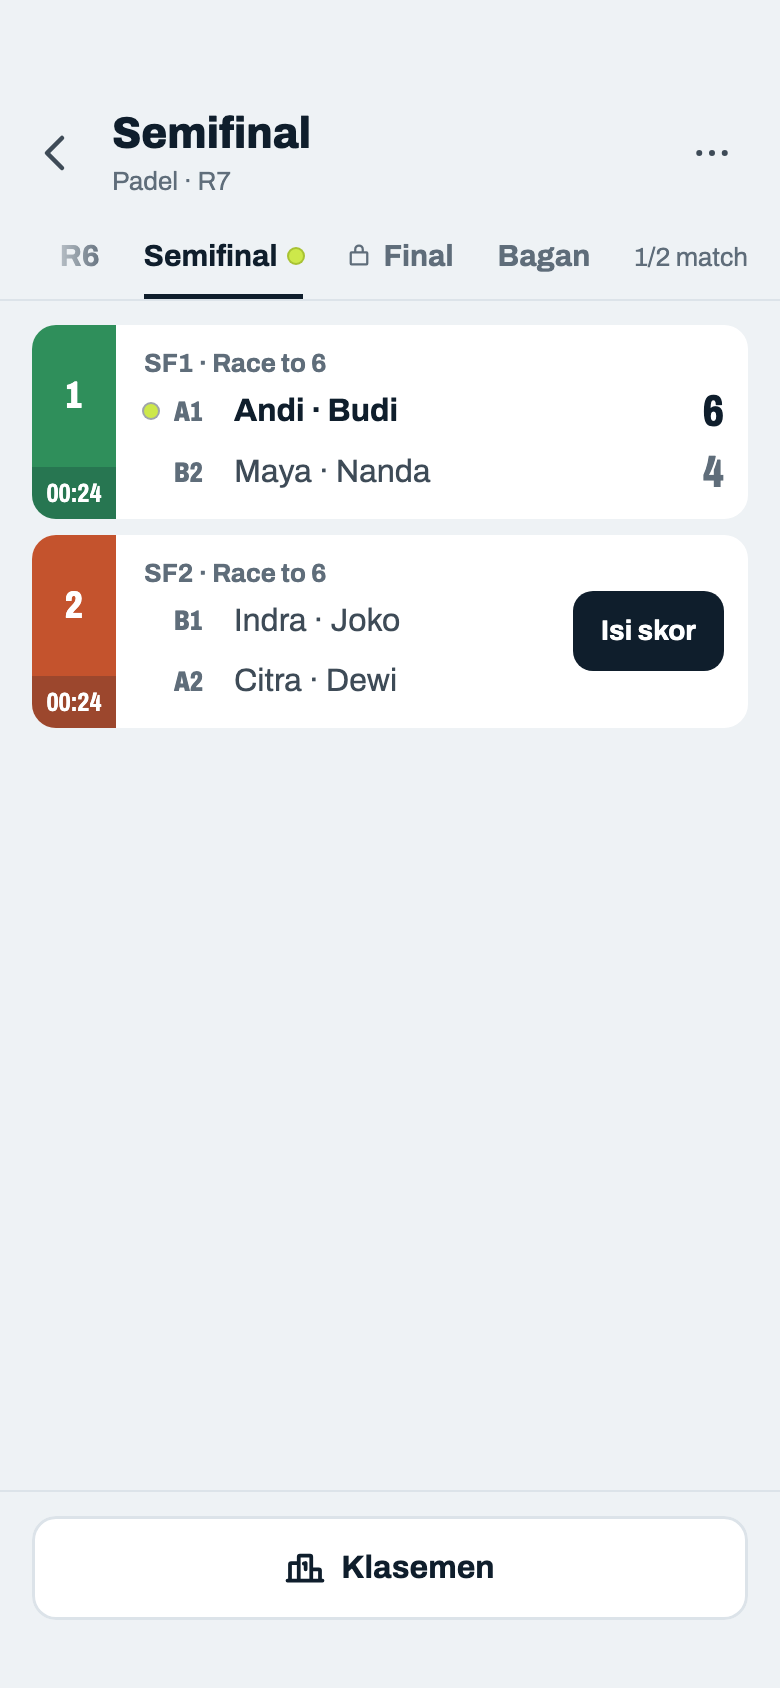 Semifinal
Padel · R7
R6 Semifinal Final Bagan 1/2 match
1
00:24
SF1 · Race to 6
A1 Andi · Budi 6
B2 Maya · Nanda 4
2
00:24
SF2 · Race to 6
B1 Indra · Joko
A2 Citra · Dewi
Isi skor
Klasemen